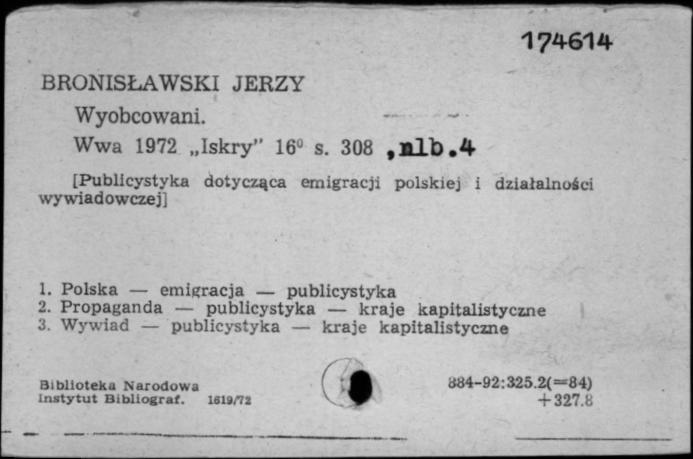 174614
BRONISŁAWSKI JERZY
Wyobcowani.
Wwa 1972 „Iskry” 16⁰ s. 308 ,nlb.4
[Publicystyka dotycząca emigracji polskiej i działalności
wywiadowczej]
1. Polska — emigracja — publicystyka
2. Propaganda — publicystyka — kraje kapitalistyczne
3. Wywiad — publicystyka — kraje kapitalistyczne
Biblioteka Narodowa
Instytut Bibliograf. 1619/72
884-92:325.2(=84)
+327.8